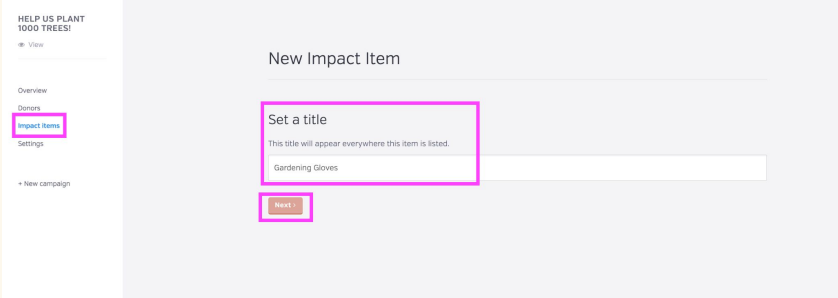 HELP US PLANT
1000 TREES!
View
Overview
Donors
Impact items
Settings
+ New campaign
New Impact Item
Set a title
This title will appear everywhere this item is listed.
Gardening Gloves
Next ›